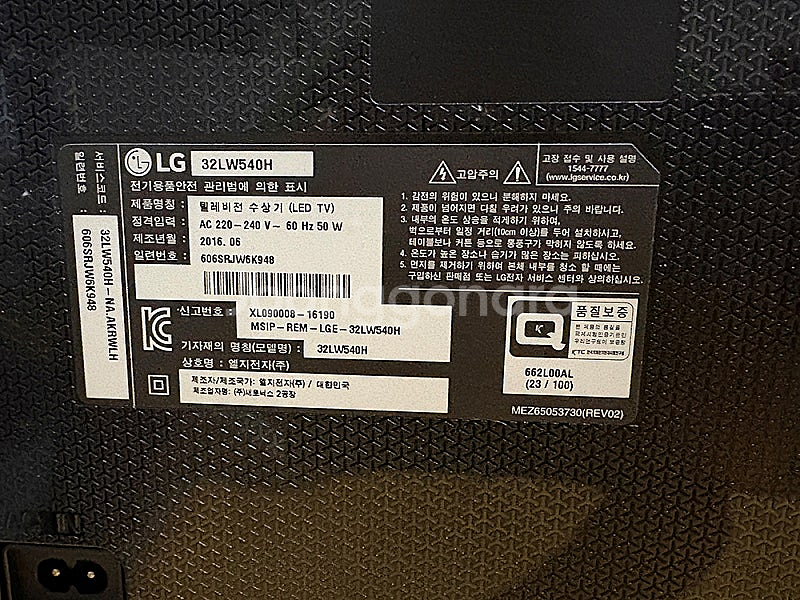 LG 32LW540H
전기용품안전 관리법에 의한 표시
제품명칭 : 텔레비전 수상기 (LED TV)
정격입력 : AC 220-240 V~ 60 Hz 50 W
제조년월 : 2016. 06
일련번호 : 606SRJW6K948
신고번호 : XL090008-16190
MSIP-REM-LGE-32LW540H
기자재의 명칭(모델명) : 32LW540H
상호명 : 엘지전자(주)
제조자/제조국가: 엘지전자(주) / 대한민국
제조업자명: (주)내포닉스 2공장
서비스코드 : 32LW540H-NA.AKRWLH
일련번호 : 606SRJW6K948
고압주의
고장 접수 및 사용 설명
1544-7777
(www.lgservice.co.kr)
1. 감전의 위험이 있으니 분해하지 마세요.
2. 제품이 넘어지면 다칠 우려가 있으니 주의 바랍니다.
3. 내부의 온도 상승을 적게하기 위하여,
벽으로부터 일정 거리(10cm 이상)를 두어 설치하시고,
테이블보나 커튼 등으로 통풍구가 막히지 않도록 하세요.
4. 온도가 높은 장소나 습기가 많은 장소는 피하십시오.
5. 먼지를 제거하기 위하여 본체 내부를 청소 할 때에는
구입하신 판매점 또는 LG전자 서비스 센터와 상의하십시오.
Q K
품질보증
662L00AL
(23 / 100)
MEZ65053730(REV02)
AC IN